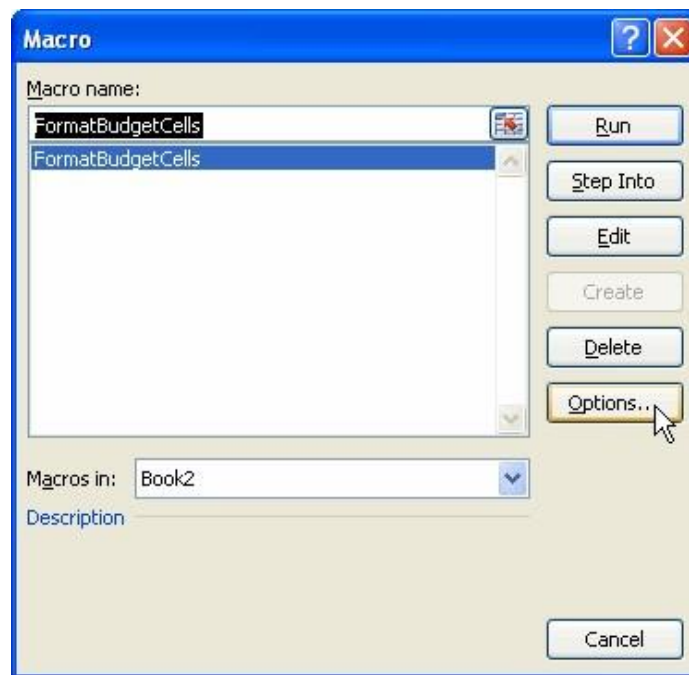 Macro
Macro name:
FormatBudgetCells
FormatBudgetCells
Run
Step Into
Edit
Create
Delete
Options...
Macros in: Book2
Description
Cancel